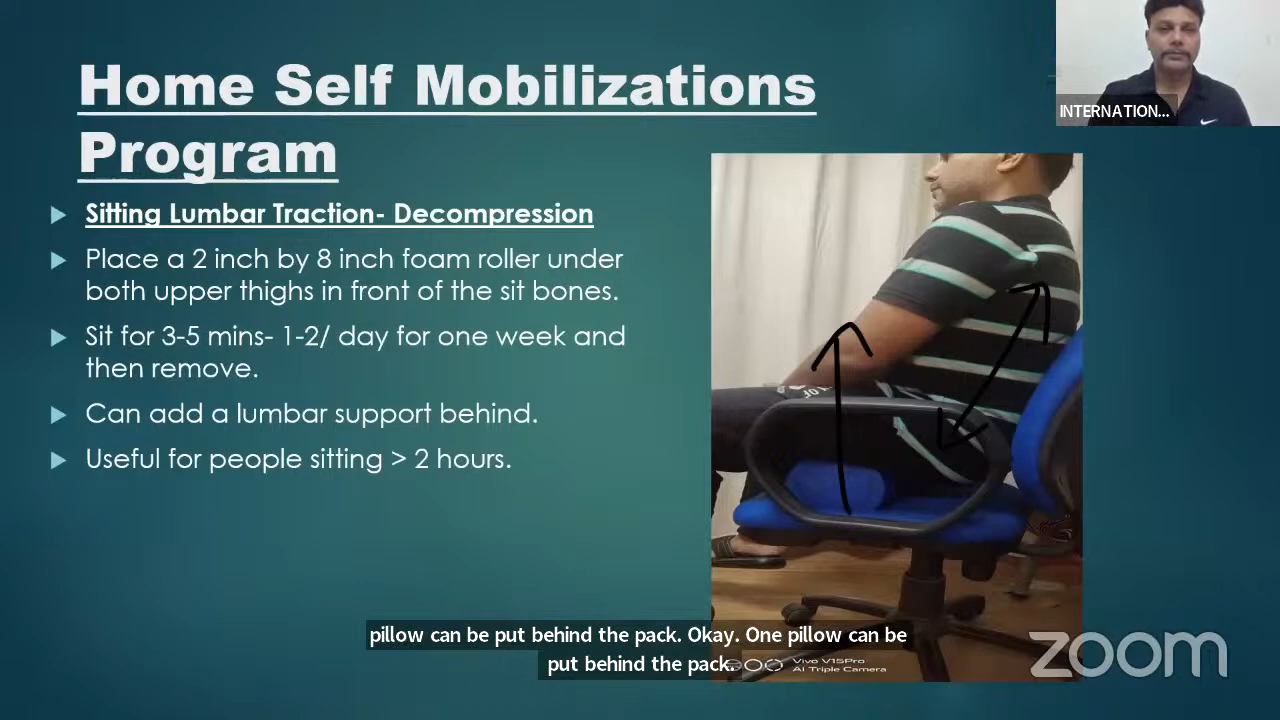 Home Self Mobilizations
Program
Sitting Lumbar Traction- Decompression
Place a 2 inch by 8 inch foam roller under
both upper thighs in front of the sit bones.
Sit for 3-5 mins- 1-2/ day for one week and
then remove.
Can add a lumbar support behind.
Useful for people sitting > 2 hours.
INTERNATION...
pillow can be put behind the pack. Okay. One pillow can be
put behind the pack.
Vivo V15Pro
AI Triple Camera
zoom